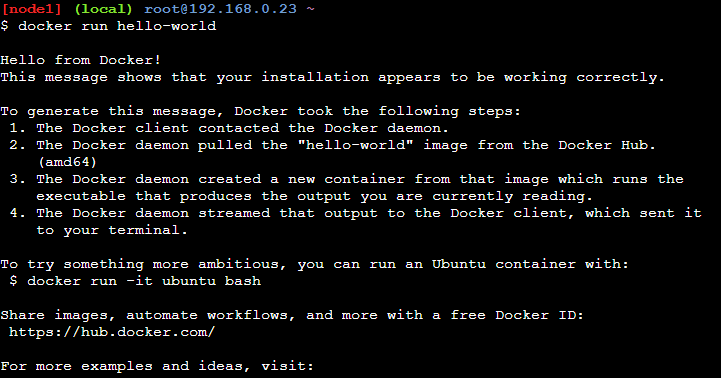 [node1] (local) root@192.168.0.23 ~
$ docker run hello-world
Hello from Docker!
This message shows that your installation appears to be working correctly.
To generate this message, Docker took the following steps:
1. The Docker client contacted the Docker daemon.
2. The Docker daemon pulled the "hello-world" image from the Docker Hub.
(amd64)
3. The Docker daemon created a new container from that image which runs the
executable that produces the output you are currently reading.
4. The Docker daemon streamed that output to the Docker client, which sent it
to your terminal.
To try something more ambitious, you can run an Ubuntu container with:
$ docker run -it ubuntu bash
Share images, automate workflows, and more with a free Docker ID:
https://hub.docker.com/
For more examples and ideas, visit: